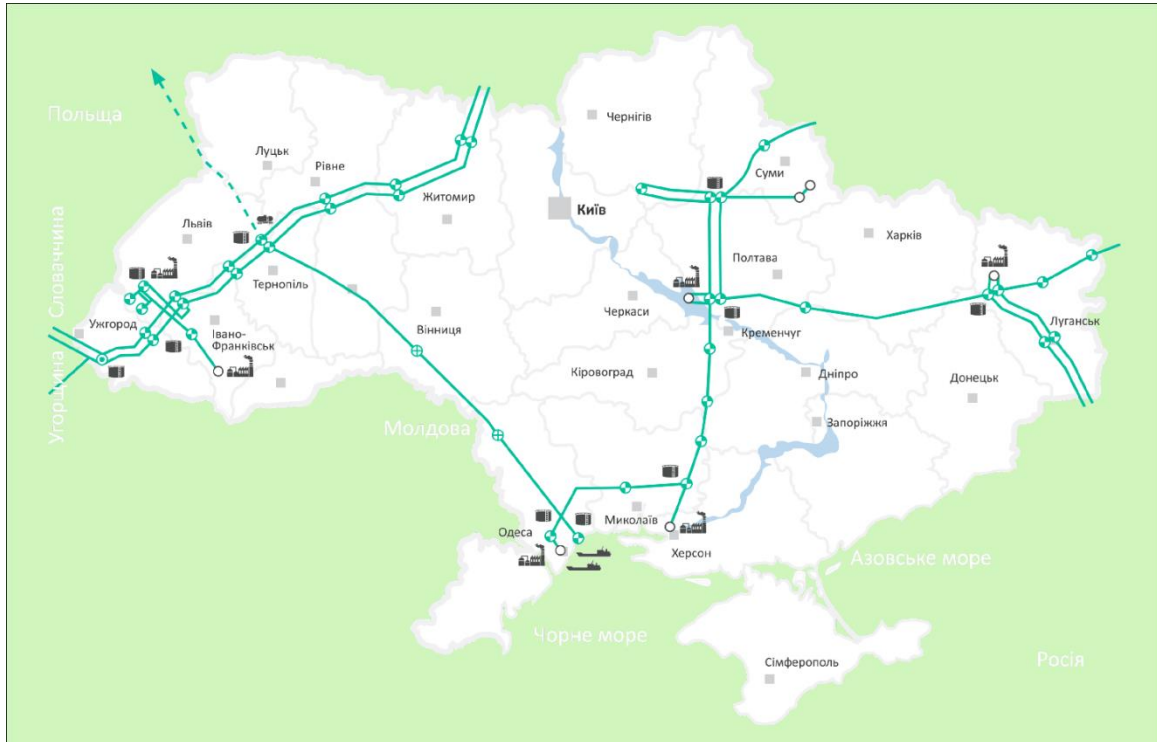 Польща
Чернігів
Луцьк
Рівне
Суми
Житомир
Київ
Львів
Харків
Полтава
Тернопіль
Словаччина
Угорщина
Ужгород
Івано-
Франківськ
Вінниця
Черкаси
Кременчуг
Луганськ
Кіровоград
Дніпро
Донецьк
Молдова
Запоріжжя
Миколаїв
Одеса
Херсон
Азовське море
Чорне море
Сімферополь
Росія